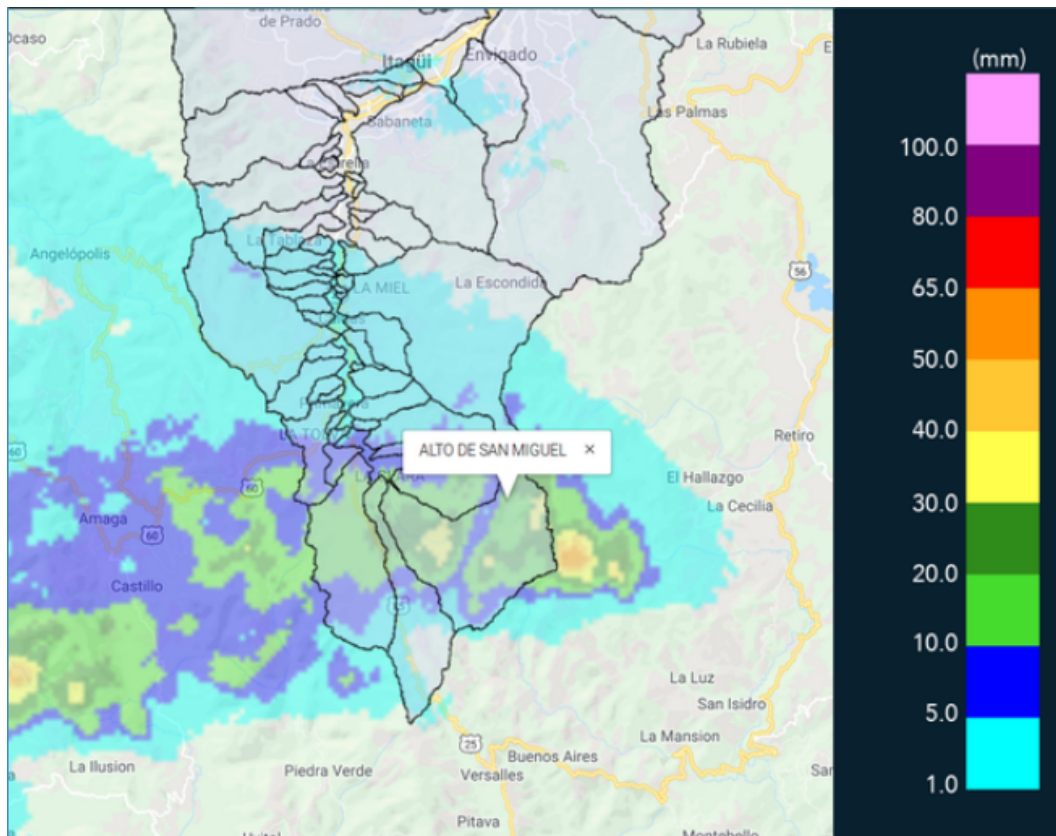 de Prado
Ocaso
La Rubiela
Envigado
Itagüí
Las Palmas
Sabaneta
La Tablaza
Angelópolis
56
La Escondida
LA MIEL
Retiro
60
ALTO DE SAN MIGUEL ×
El Hallazgo
60
La Cecilia
Amaga
60
Castillo
La Luz
San Isidro
25
La Mansion
Buenos Aires
La Ilusion
Piedra Verde
Versalles
Pitava
Montebello
(mm)
100.0
80.0
65.0
50.0
40.0
30.0
20.0
10.0
5.0
1.0